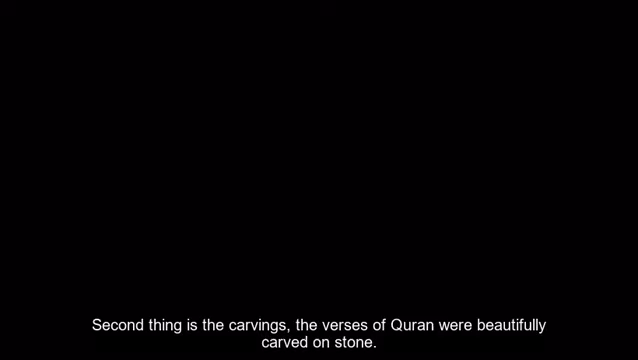 Second thing is the carvings, the verses of Quran were beautifully
carved on stone.